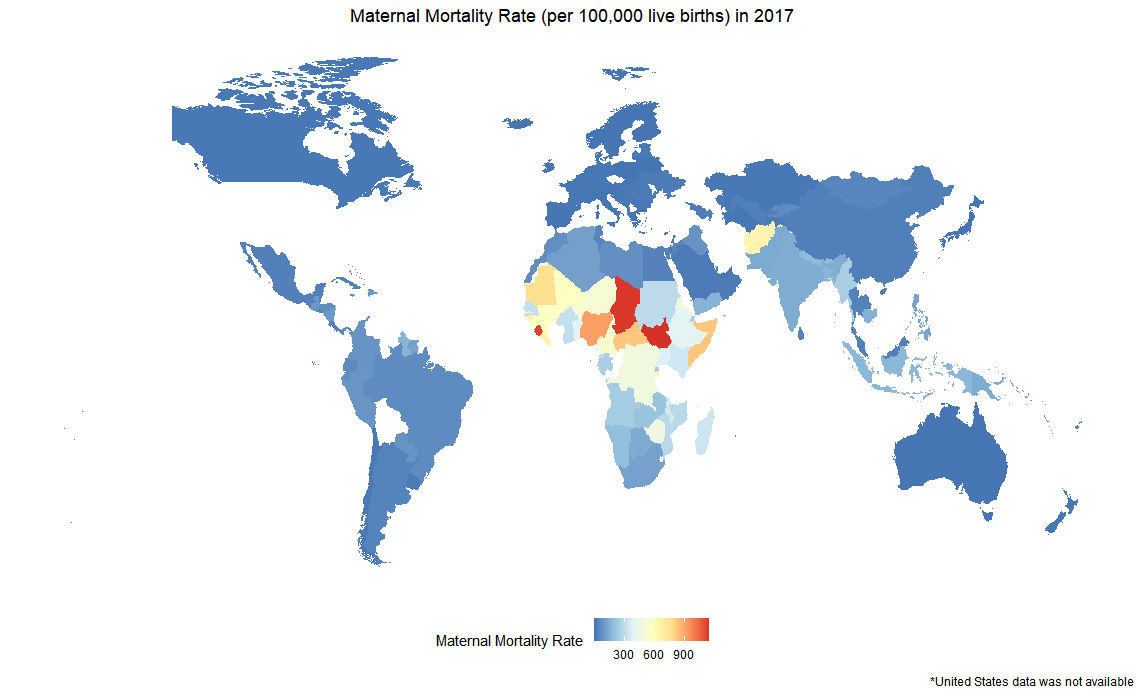 Maternal Mortality Rate (per 100,000 live births) in 2017
Maternal Mortality Rate
300 600 900
*United States data was not available